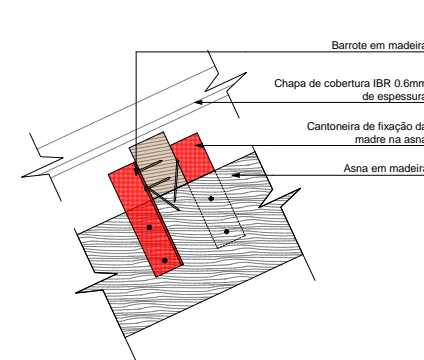 Barrote em madeira
Chapa de cobertura IBR 0.6mm
de espessura
Cantoneira de fixação da
madre na asna
Asna em madeira